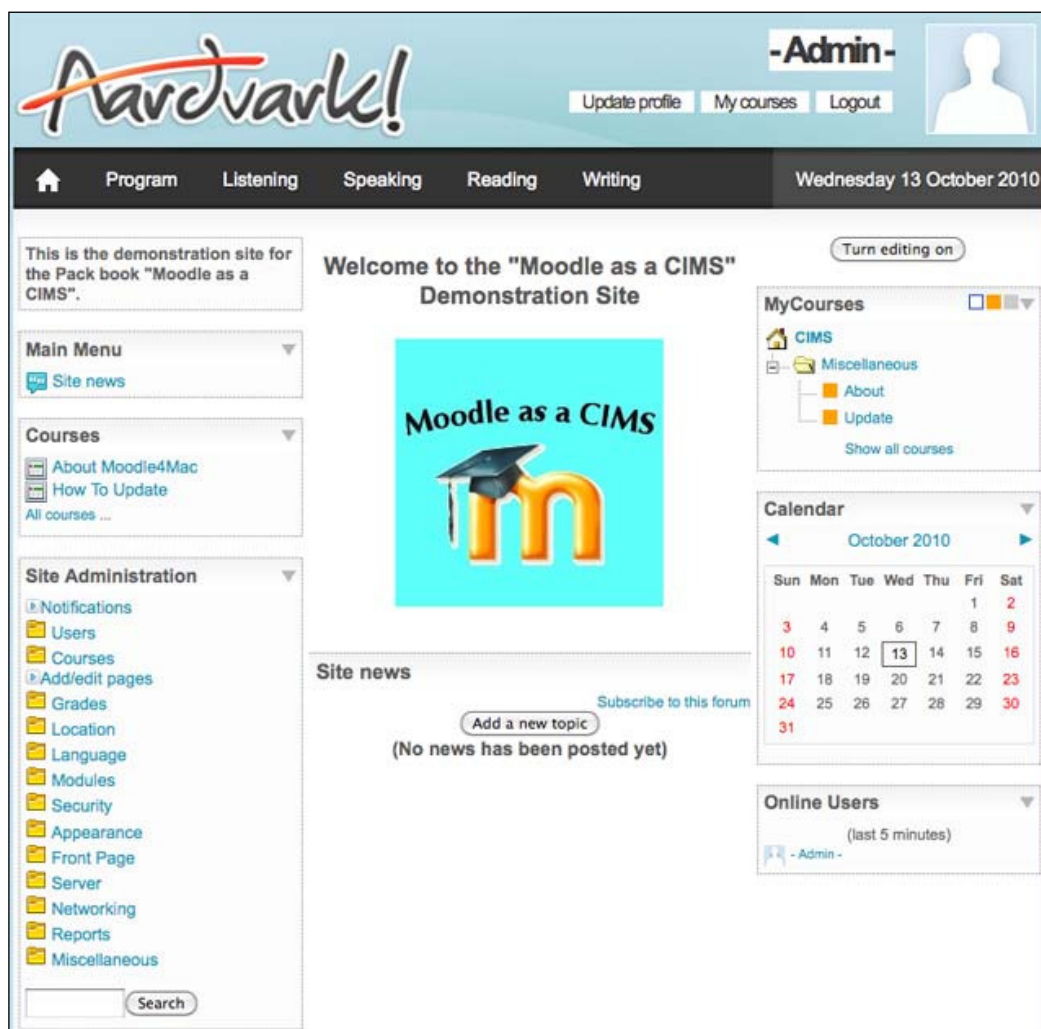 Aardvark!
-Admin-
Update profile My courses Logout
Program Listening Speaking Reading Writing Wednesday 13 October 2010
This is the demonstration site for
the Pack book "Moodle as a
CIMS".
Main Menu
Site news
Courses
About Moodle4Mac
How To Update
All courses ...
Site Administration
Notifications
Users
Courses
Add/edit pages
Grades
Location
Language
Modules
Security
Appearance
Front Page
Server
Networking
Reports
Miscellaneous
Search
Welcome to the "Moodle as a CIMS"
Demonstration Site
Moodle as a CIMS
m
Site news
Subscribe to this forum
Add a new topic
(No news has been posted yet)
Turn editing on
MyCourses
CIMS
Miscellaneous
About
Update
Show all courses
Calendar
October 2010
Sun Mon Tue Wed Thu Fri Sat
1 2
3 4 5 6 7 8 9
10 11 12 13 14 15 16
17 18 19 20 21 22 23
24 25 26 27 28 29 30
31
Online Users
(last 5 minutes)
- Admin -